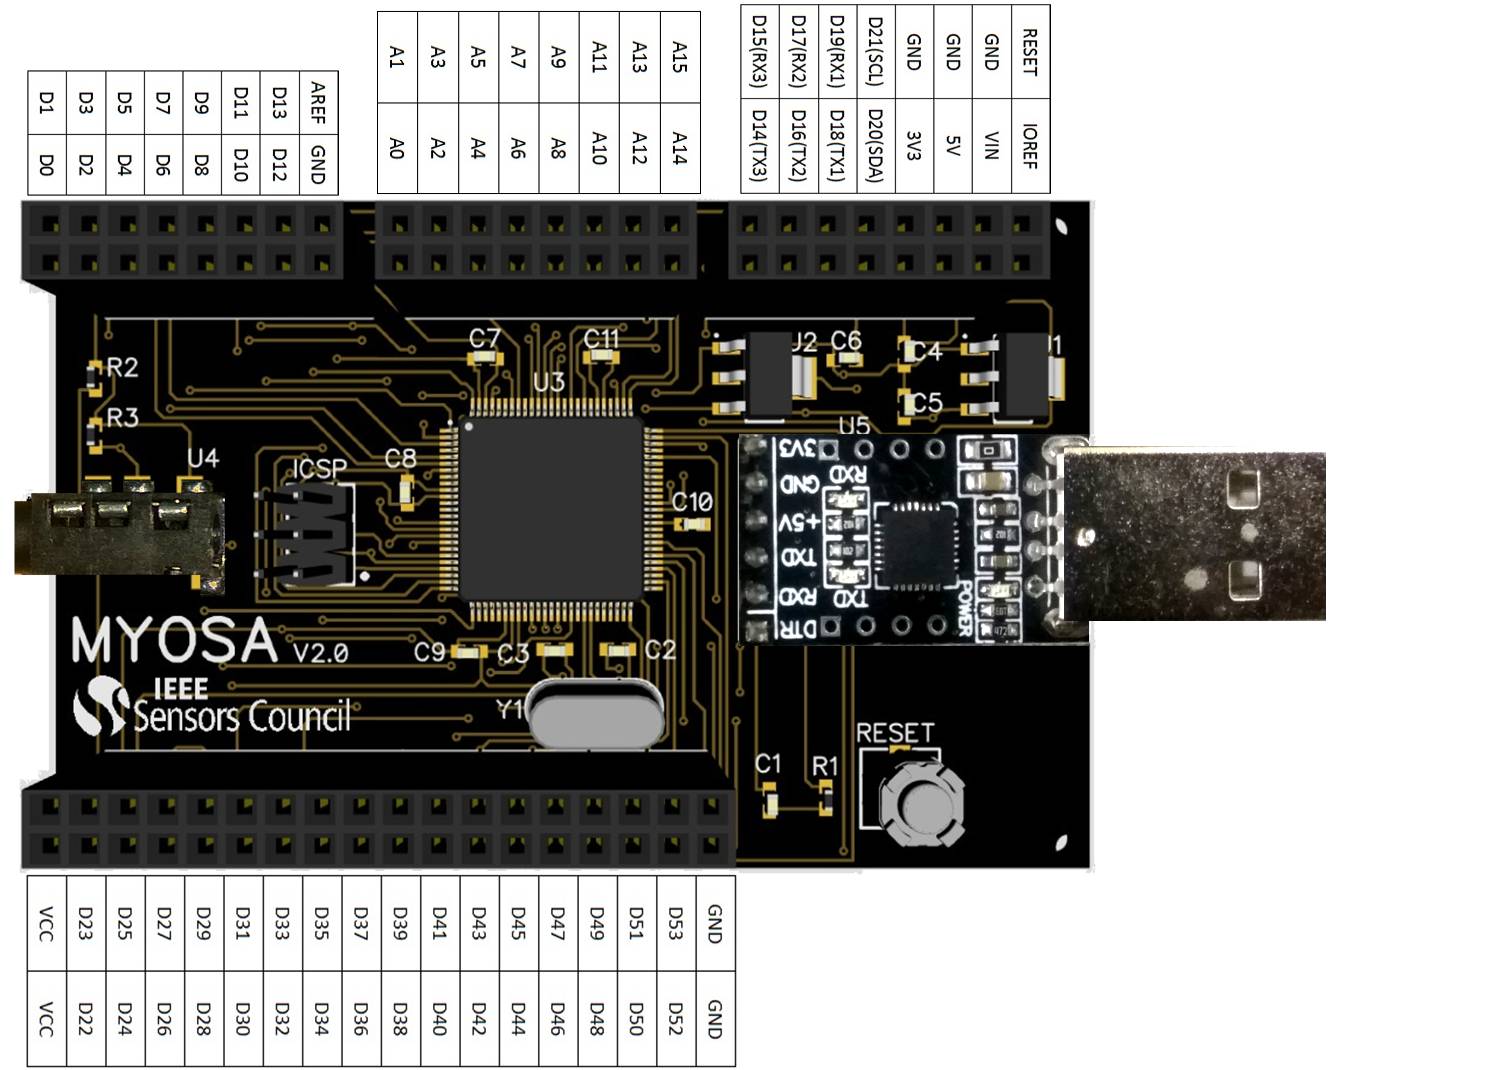 A1 A3 A5 A7 A9 A11 A13 A15
A0 A2 A4 A6 A8 A10 A12 A14
D15(RX3) D17(RX2) D19(RX1) D21(SCL) GND GND GND RESET
D14(TX3) D16(TX2) D18(TX1) D20(SDA) 3V3 5V VIN IOREF
D1 D3 D5 D7 D9 D11 D13 AREF
D0 D2 D4 D6 D8 D10 D12 GND
C7
C11
C6
C4
R2
U3
C5
R3
U5
U4
ICSP
C8
C10
3V3
GND
+5V
TXD
RXD
DTR
RXD
TXD
POWER
MYOSA V2.0
C9
C3
C2
IEEE
Sensors Council
Y1
RESET
C1
R1
VCC D23 D25 D27 D29 D31 D33 D35 D37 D39 D41 D43 D45 D47 D49 D51 D53 GND
VCC D22 D24 D26 D28 D30 D32 D34 D36 D38 D40 D42 D44 D46 D48 D50 D52 GND